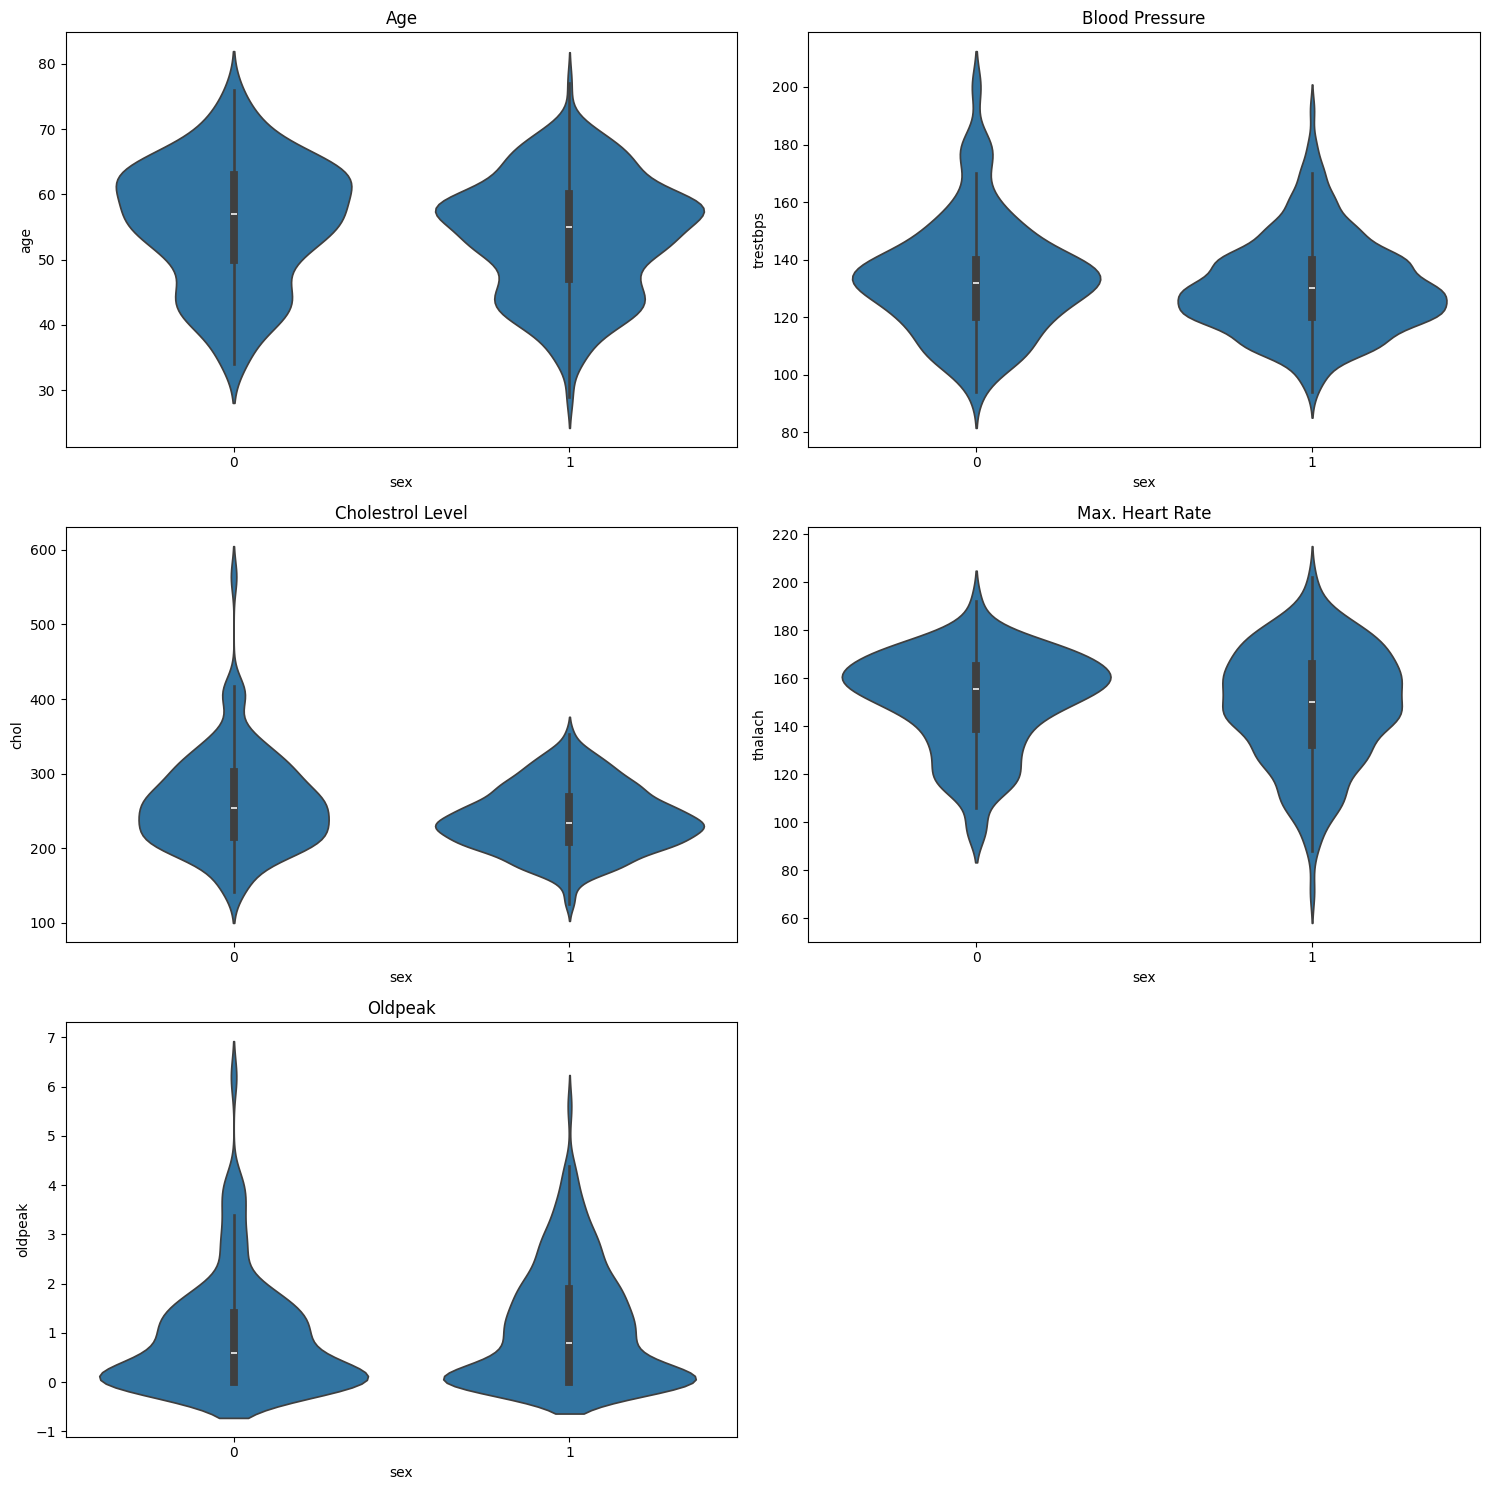 Age
age
80
70
60
50
40
30
0 1
sex
Blood Pressure
trestbps
200
180
160
140
120
100
80
0 1
sex
Cholestrol Level
chol
600
500
400
300
200
100
0 1
sex
Max. Heart Rate
thalach
220
200
180
160
140
120
100
80
60
0 1
sex
Oldpeak
oldpeak
7
6
5
4
3
2
1
0
−1
0 1
sex